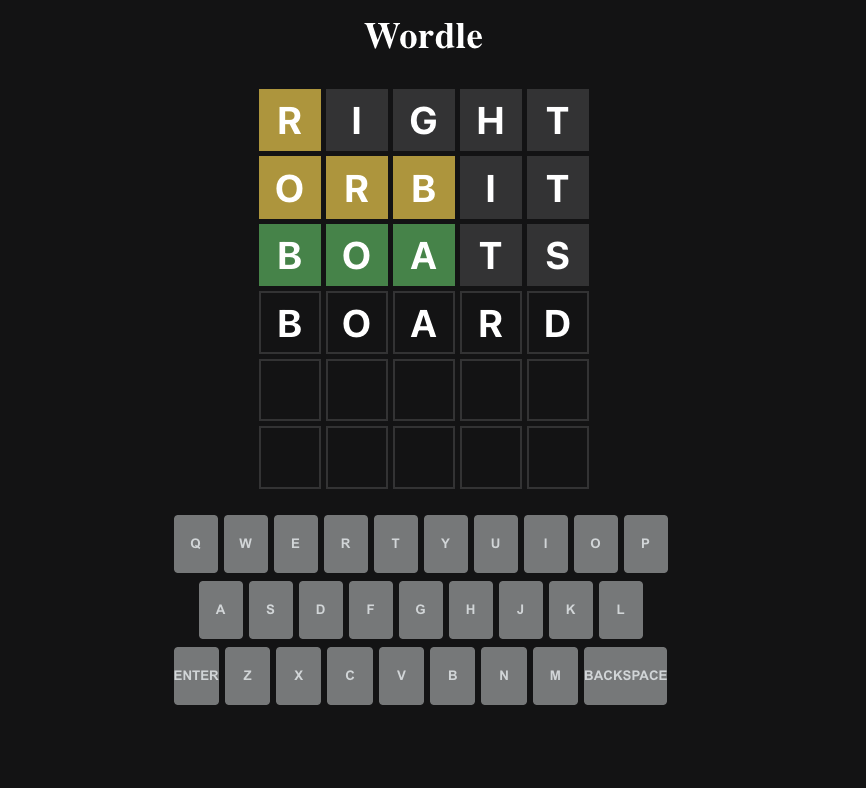 Wordle
R I G H T
O R B I T
B O A T S
B O A R D
Q W E R T Y U I O P
A S D F G H J K L
ENTER Z X C V B N M BACKSPACE